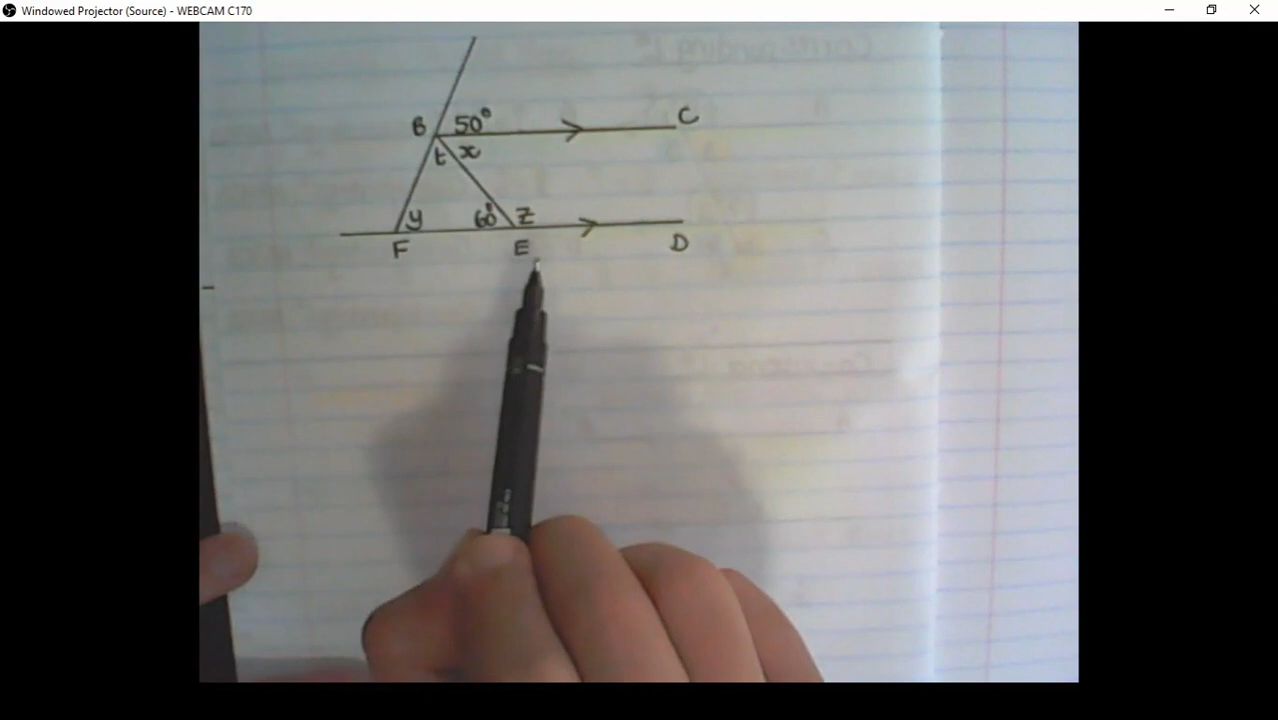 Windowed Projector (Source) - WEBCAM C170
B 50° C
t x
y 60° z
F E D